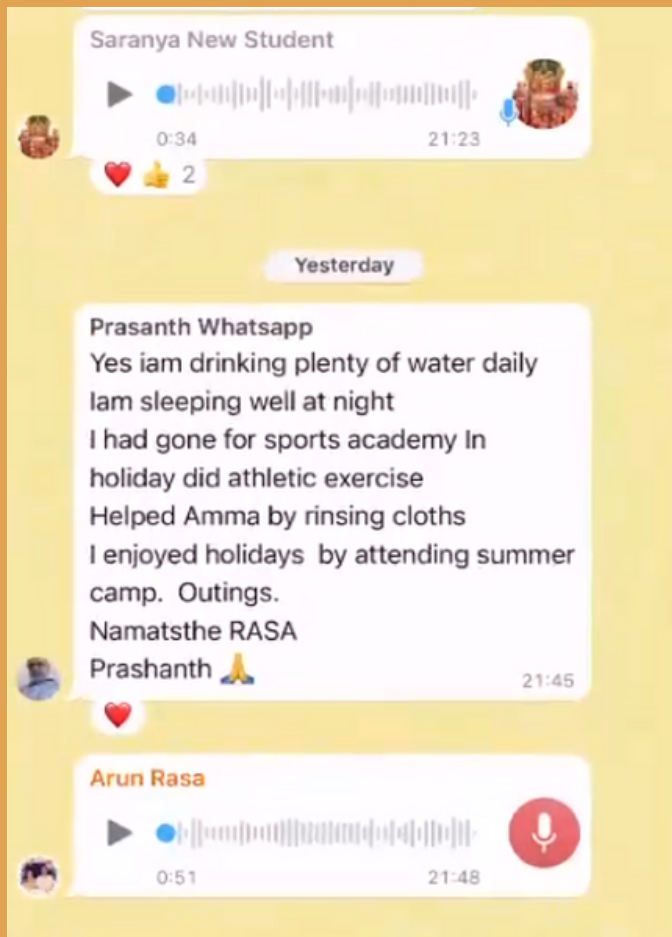 Saranya New Student
0:34
21:23
2
Yesterday
Prasanth Whatsapp
Yes iam drinking plenty of water daily
Iam sleeping well at night
I had gone for sports academy In
holiday did athletic exercise
Helped Amma by rinsing cloths
I enjoyed holidays  by attending summer
camp.  Outings.
Namatsthe RASA
Prashanth 🙏
21:45
Arun Rasa
0:51
21:48